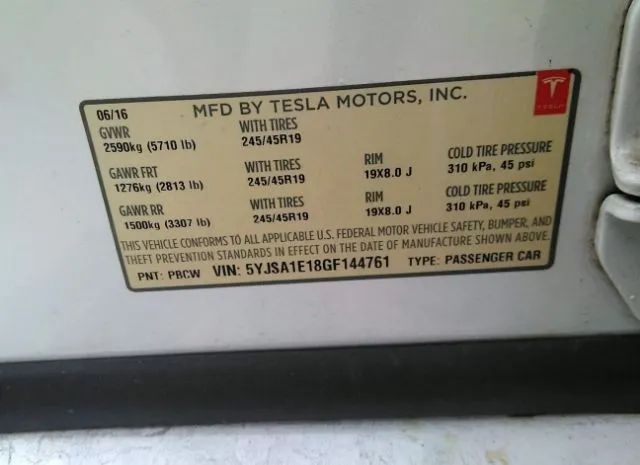 06/16 MFD BY TESLA MOTORS, INC.
TESLA
GVWR WITH TIRES
2590kg (5710 lb) 245/45R19
GAWR FRT WITH TIRES RIM COLD TIRE PRESSURE
1276kg (2813 lb) 245/45R19 19X8.0 J 310 kPa, 45 psi
GAWR RR WITH TIRES RIM COLD TIRE PRESSURE
1500kg (3307 lb) 245/45R19 19X8.0 J 310 kPa, 45 psi
THIS VEHICLE CONFORMS TO ALL APPLICABLE U.S. FEDERAL MOTOR VEHICLE SAFETY, BUMPER, AND
THEFT PREVENTION STANDARDS IN EFFECT ON THE DATE OF MANUFACTURE SHOWN ABOVE.
PNT: PBCW VIN: 5YJSA1E18GF144761 TYPE: PASSENGER CAR